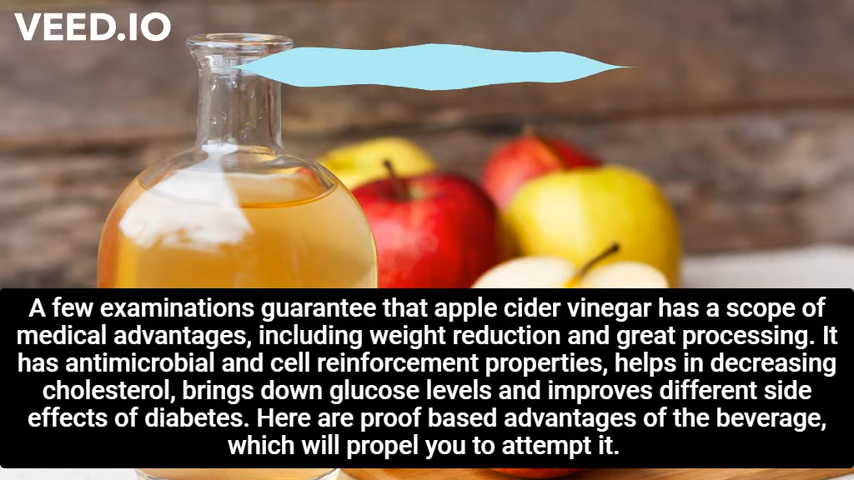 VEED.IO
A few examinations guarantee that apple cider vinegar has a scope of
medical advantages, including weight reduction and great processing. It
has antimicrobial and cell reinforcement properties, helps in decreasing
cholesterol, brings down glucose levels and improves different side
effects of diabetes. Here are proof based advantages of the beverage,
which will propel you to attempt it.